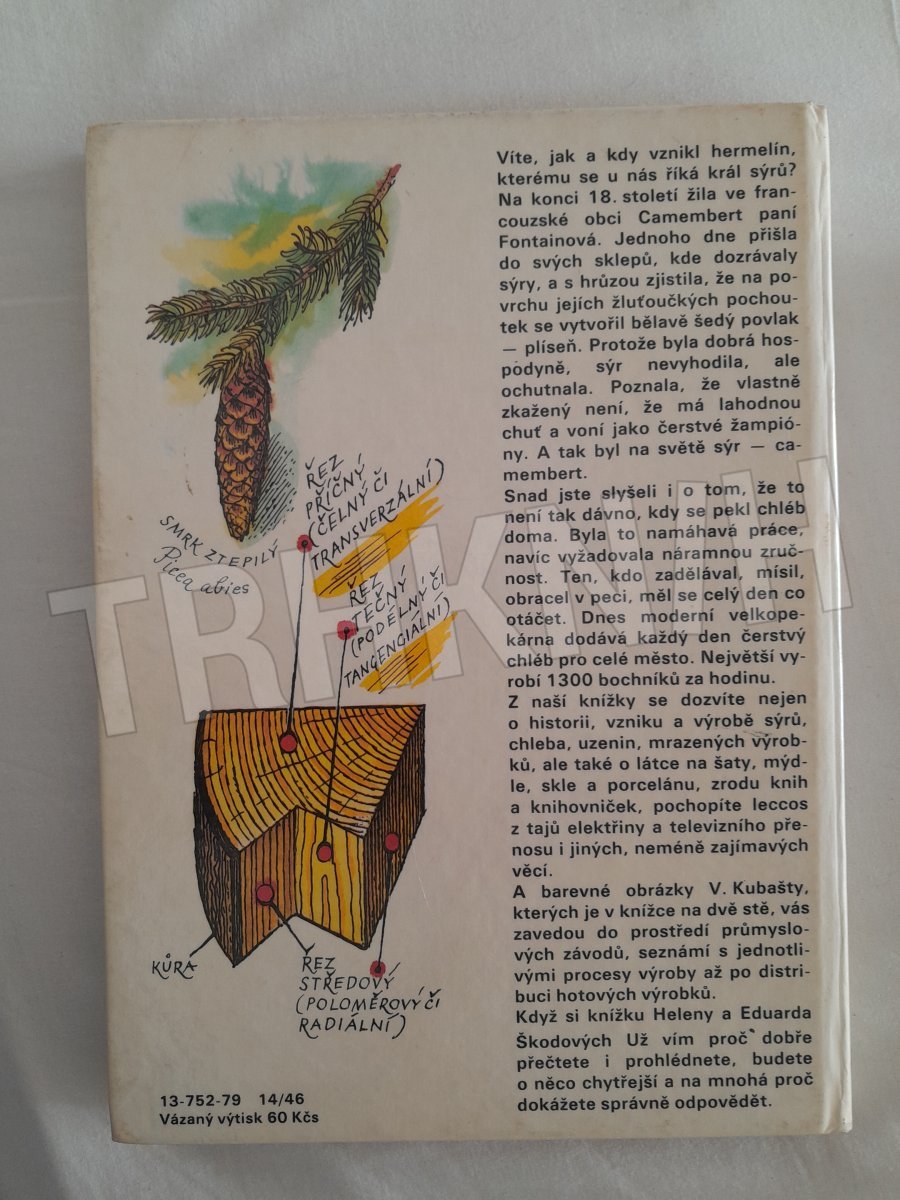 Víte, jak a kdy vznikl hermelín,
kterému se u nás říká král sýrů?
Na konci 18. století žila ve fran-
couzské obci Camembert paní
Fontainová. Jednoho dne přišla
do svých sklepů, kde dozrávaly
sýry, a s hrůzou zjistila, že na po-
vrchu jejích žluťoučkých pochou-
tek se vytvořil bělavě šedý povlak
— plíseň. Protože byla dobrá hos-
podyně, sýr nevyhodila, ale
ochutnala. Poznala, že vlastně
zkažený není, že má lahodnou
chuť a voní jako čerstvé žampió-
ny. A tak byl na světě sýr — ca-
membert.
Snad jste slyšeli i o tom, že to
není tak dávno, kdy se pekl chléb
doma. Byla to namáhavá práce,
navíc vyžadovala náramnou zruč-
nost. Ten, kdo zadělával, mísil,
obracel v peci, měl se celý den co
otáčet. Dnes moderní velkope-
kárna dodává každý den čerstvý
chléb pro celé město. Největší vy-
robí 1300 bochníků za hodinu.
Z naší knížky se dozvíte nejen
o historii, vzniku a výrobě sýrů,
chleba, uzenin, mrazených výrob-
ků, ale také o látce na šaty, mýd-
le, skle a porcelánu, zrodu knih
a knihovniček, pochopíte leccos
z tajů elektřiny a televizního pře-
nosu i jiných, neméně zajímavých
věcí.
A barevné obrázky V. Kubašty,
kterých je v knížce na dvě stě, vás
zavedou do prostředí průmyslo-
vých závodů, seznámí s jednotli-
vými procesy výroby až po distri-
buci hotových výrobků.
Když si knížku Heleny a Eduarda
Škodových Už vím proč dobře
přečtete i prohlédnete, budete
o něco chytřejší a na mnohá proč
dokážete správně odpovědět.
SMRK ZTEPILÝ
Picea abies
ŘEZ
PŘÍČNÝ
(ČELNÝ ČI
TRANSVERZÁLNÍ)
ŘEZ
TEČNÝ
(PODÉLNÝ ČI
TANGENCIÁLNÍ)
KŮRA
ŘEZ
STŘEDOVÝ
(POLOMĚROVÝ ČI
RADIÁLNÍ)
13-752-79 14/46
Vázaný výtisk 60 Kčs
TRHKNIH